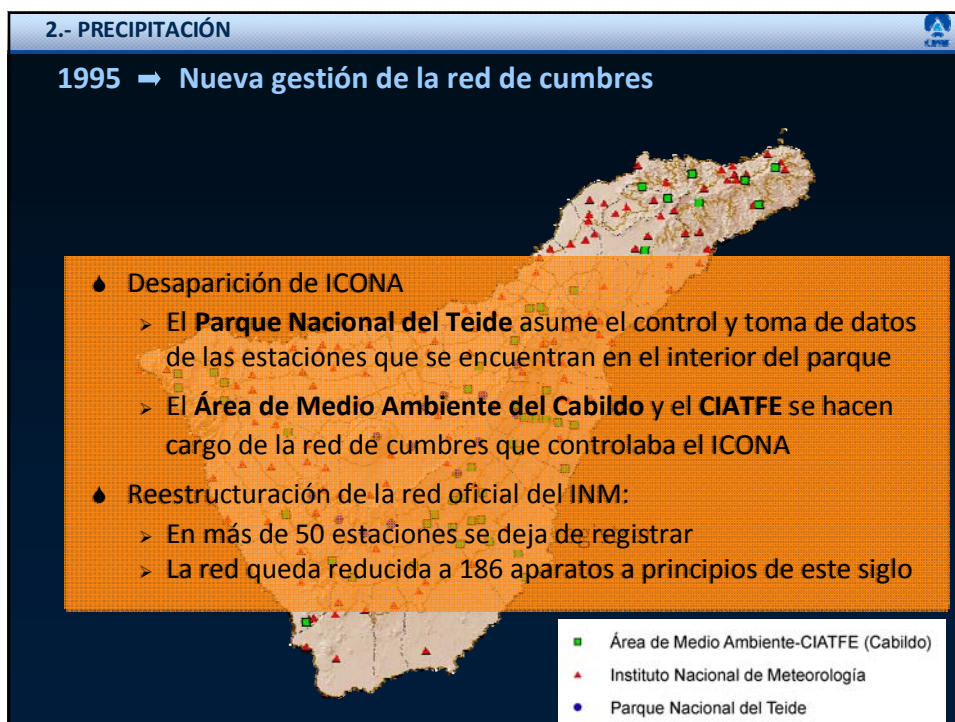 2.- PRECIPITACIÓN
1995 ➡ Nueva gestión de la red de cumbres
Desaparición de ICONA
➢ El Parque Nacional del Teide asume el control y toma de datos
de las estaciones que se encuentran en el interior del parque
➢ El Área de Medio Ambiente del Cabildo y el CIATFE se hacen
cargo de la red de cumbres que controlaba el ICONA
Reestructuración de la red oficial del INM:
➢ En más de 50 estaciones se deja de registrar
➢ La red queda reducida a 186 aparatos a principios de este siglo
Área de Medio Ambiente-CIATFE (Cabildo)
Instituto Nacional de Meteorología
Parque Nacional del Teide